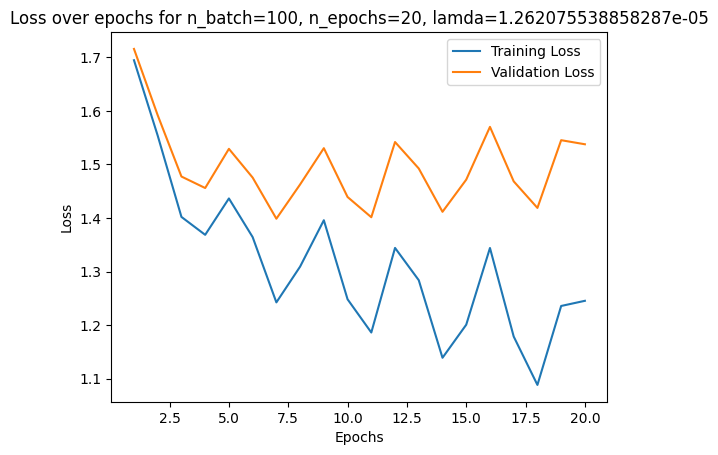 Loss over epochs for n_batch=100, n_epochs=20, lamda=1.262075538858287e-05
Training Loss
Validation Loss
1.7
1.6
1.5
1.4
1.3
1.2
1.1
Loss
2.5 5.0 7.5 10.0 12.5 15.0 17.5 20.0
Epochs